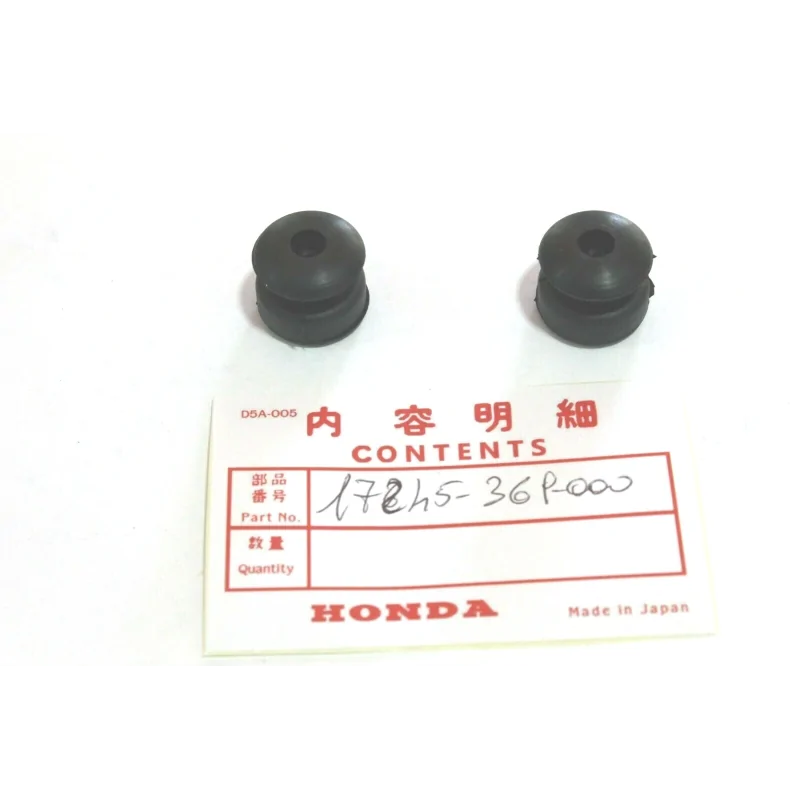 D5A-005 内容明細
CONTENTS
部品
番号
Part No. 17245-369-000
数量
Quantity
HONDA Made in Japan